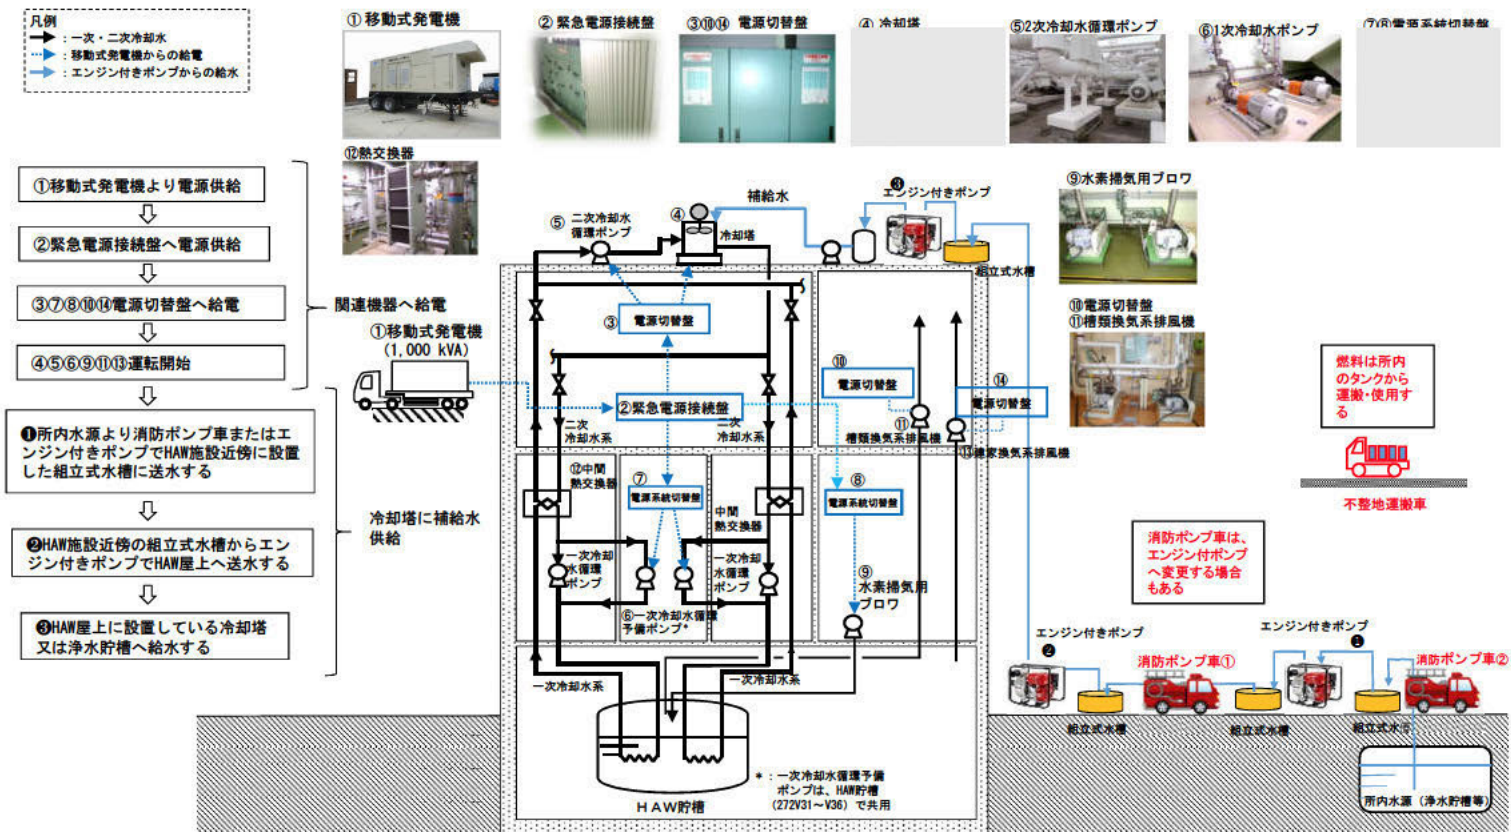 凡例
：一次・二次冷却水
：移動式発電機からの給電
：エンジン付きポンプからの給水
①移動式発電機
②緊急電源接続盤
③⑩⑭ 電源切替盤
④ 冷却塔
⑤2次冷却水循環ポンプ
⑥1次冷却水ポンプ
⑦⑧電源系統切替盤
⑫熱交換器
⑨水素掃気用ブロワ
⑩電源切替盤
⑪槽類換気系排風機
①移動式発電機より電源供給
②緊急電源接続盤へ電源供給
③⑦⑧⑩⑭電源切替盤へ給電
④⑤⑥⑨⑪⑬運転開始
関連機器へ給電
❶所内水源より消防ポンプ車またはエ
ンジン付きポンプでHAW施設近傍に設置
した組立式水槽に送水する
❷HAW施設近傍の組立式水槽からエン
ジン付きポンプでHAW屋上へ送水する
❸HAW屋上に設置している冷却塔
又は浄水貯槽へ給水する
冷却塔に補給水
供給
①移動式発電機
(1,000 kVA)
⑤
二次冷却水
循環ポンプ
④
冷却塔
補給水
❸
エンジン付きポンプ
組立式水槽
③
電源切替盤
②緊急電源接続盤
⑩
電源切替盤
⑭
電源切替盤
⑪
槽類換気系排風機
⑬建家換気系排風機
二次
冷却水系
二次
冷却水系
⑫中間
熱交換器
⑦
電源系統切替盤
中間
熱交換器
⑧
電源系統切替盤
一次冷却
水循環
ポンプ
一次冷却
水循環
ポンプ
⑥一次冷却水循環
予備ポンプ*
⑨
水素掃気用
ブロワ
一次冷却水系
一次冷却水系
HAW貯槽
*：一次冷却水循環予備
ポンプは、HAW貯槽
(272V31～V36) で共用
燃料は所内
のタンクから
運搬・使用す
る
不整地運搬車
消防ポンプ車は、
エンジン付ポンプ
へ変更する場合
もある
エンジン付きポンプ
❷
消防ポンプ車①
エンジン付きポンプ
❶
消防ポンプ車②
組立式水槽
組立式水槽
組立式水
所内水源（浄水貯槽等）